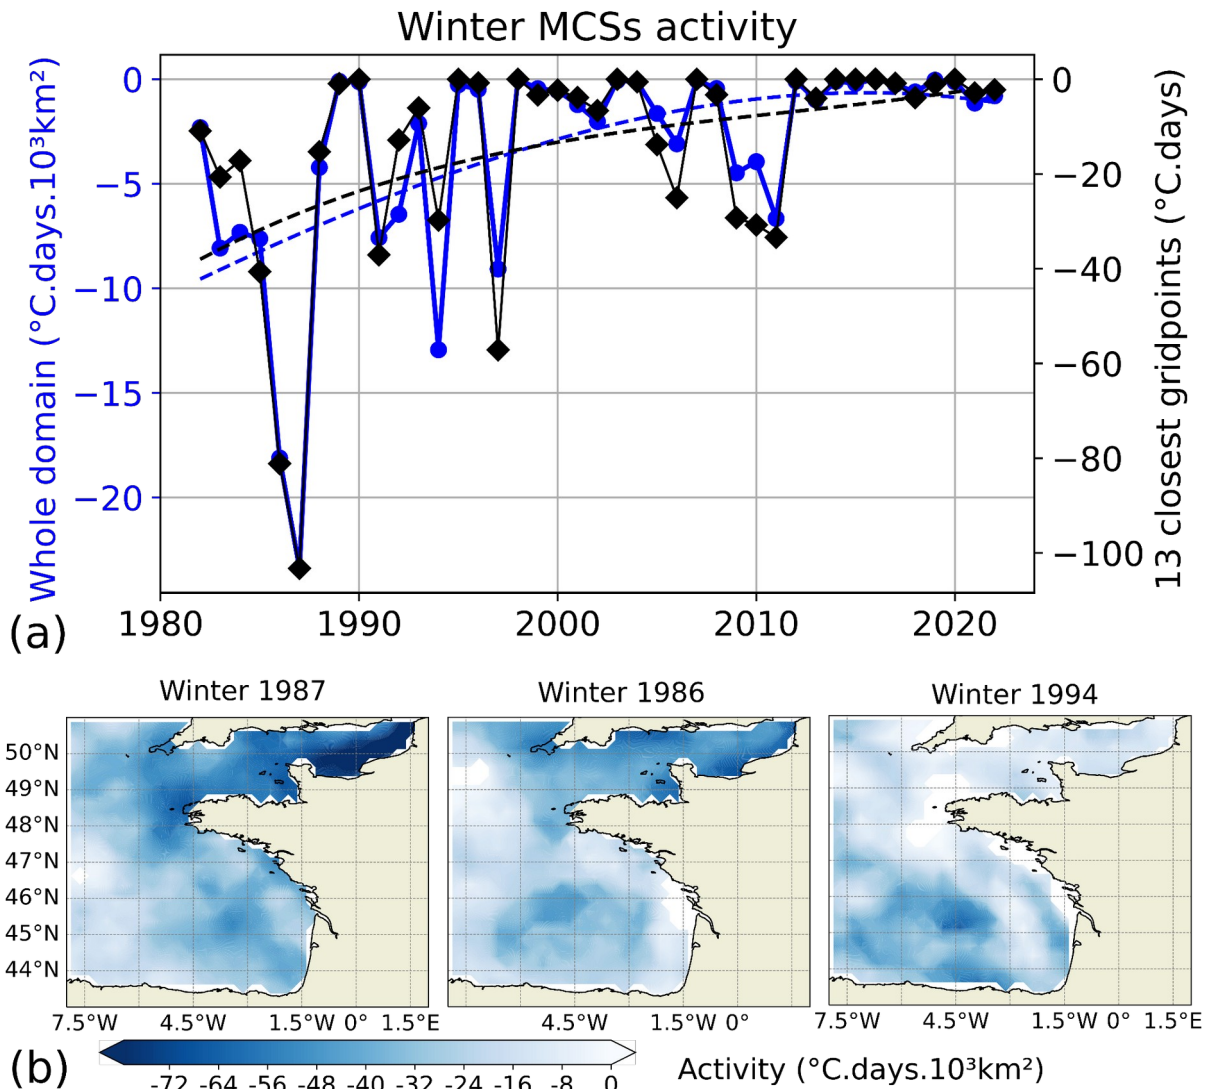 Winter MCSs activity
Whole domain (°C.days.10³km²)
0
−5
−10
−15
−20
0
−20
−40
−60
−80
−100
13 closest gridpoints (°C.days)
1980
1990
2000
2010
2020
(a)
Winter 1987
Winter 1986
Winter 1994
50°N
49°N
48°N
47°N
46°N
45°N
44°N
7.5°W 4.5°W 1.5°W 0° 1.5°E
4.5°W 1.5°W 0°
7.5°W 4.5°W 1.5°W 0° 1.5°E
(b)
-72 -64 -56 -48 -40 -32 -24 -16 -8 0
Activity (°C.days.10³km²)